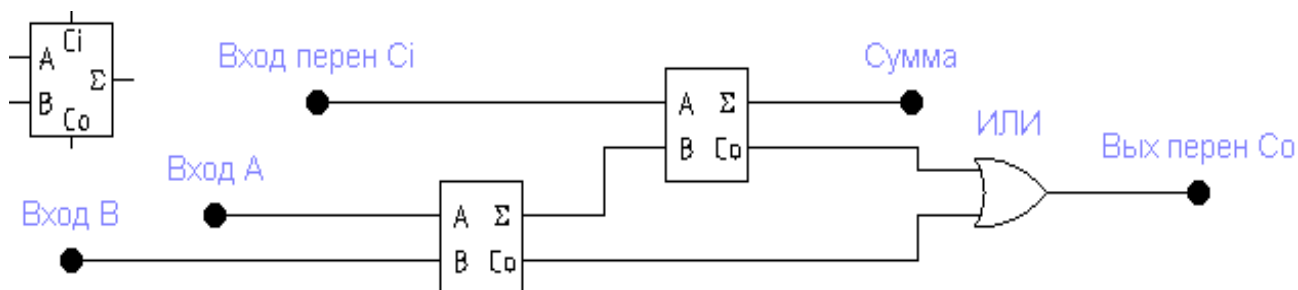 Ci
A
Σ
B
Co
Вход перен Ci
Сумма
A Σ
B Co
ИЛИ
Вых перен Co
Вход A
Вход B
A Σ
B Co